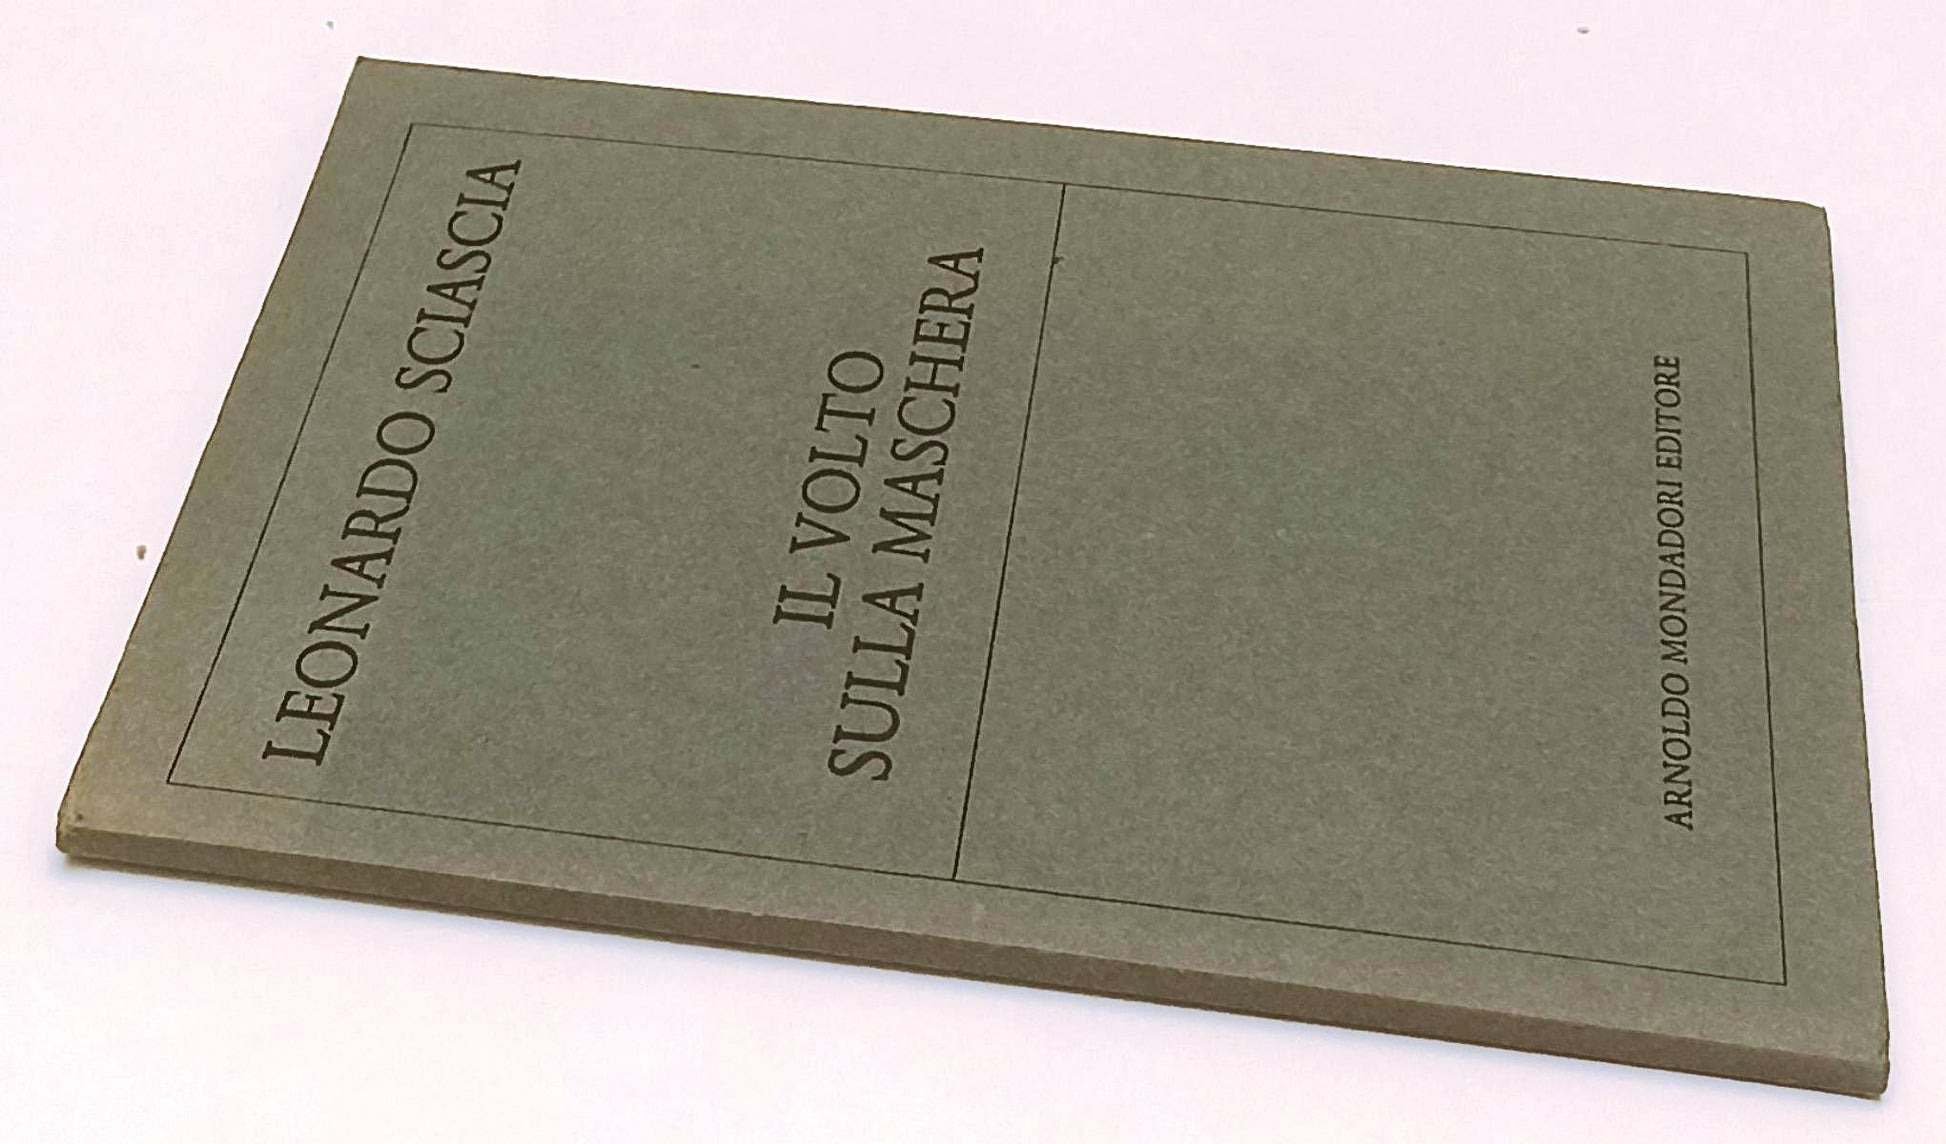 LEONARDO SCIASCIA
IL VOLTO
SULLA MASCHERA
ARNOLDO MONDADORI EDITORE